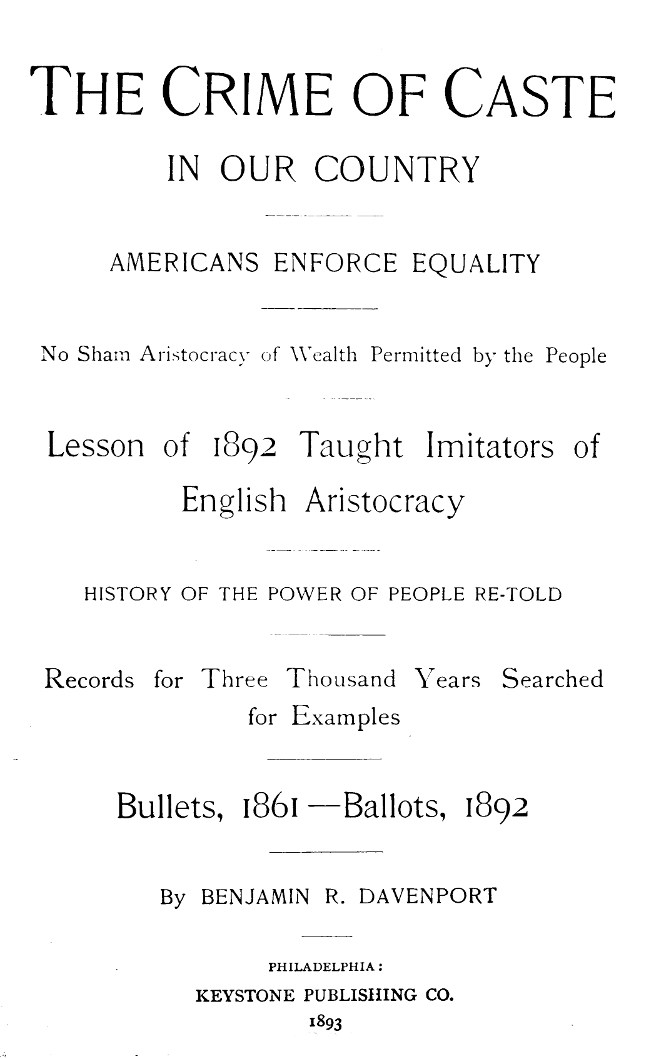 THE CRIME OF CASTE
IN OUR COUNTRY
AMERICANS ENFORCE EQUALITY
No Sham Aristocracy of Wealth Permitted by the People
Lesson of 1892 Taught Imitators of
English Aristocracy
HISTORY OF THE POWER OF PEOPLE RE-TOLD
Records for Three Thousand Years Searched
for Examples
Bullets, 1861—Ballots, 1892
By BENJAMIN R. DAVENPORT
PHILADELPHIA:
KEYSTONE PUBLISHING CO.
1893